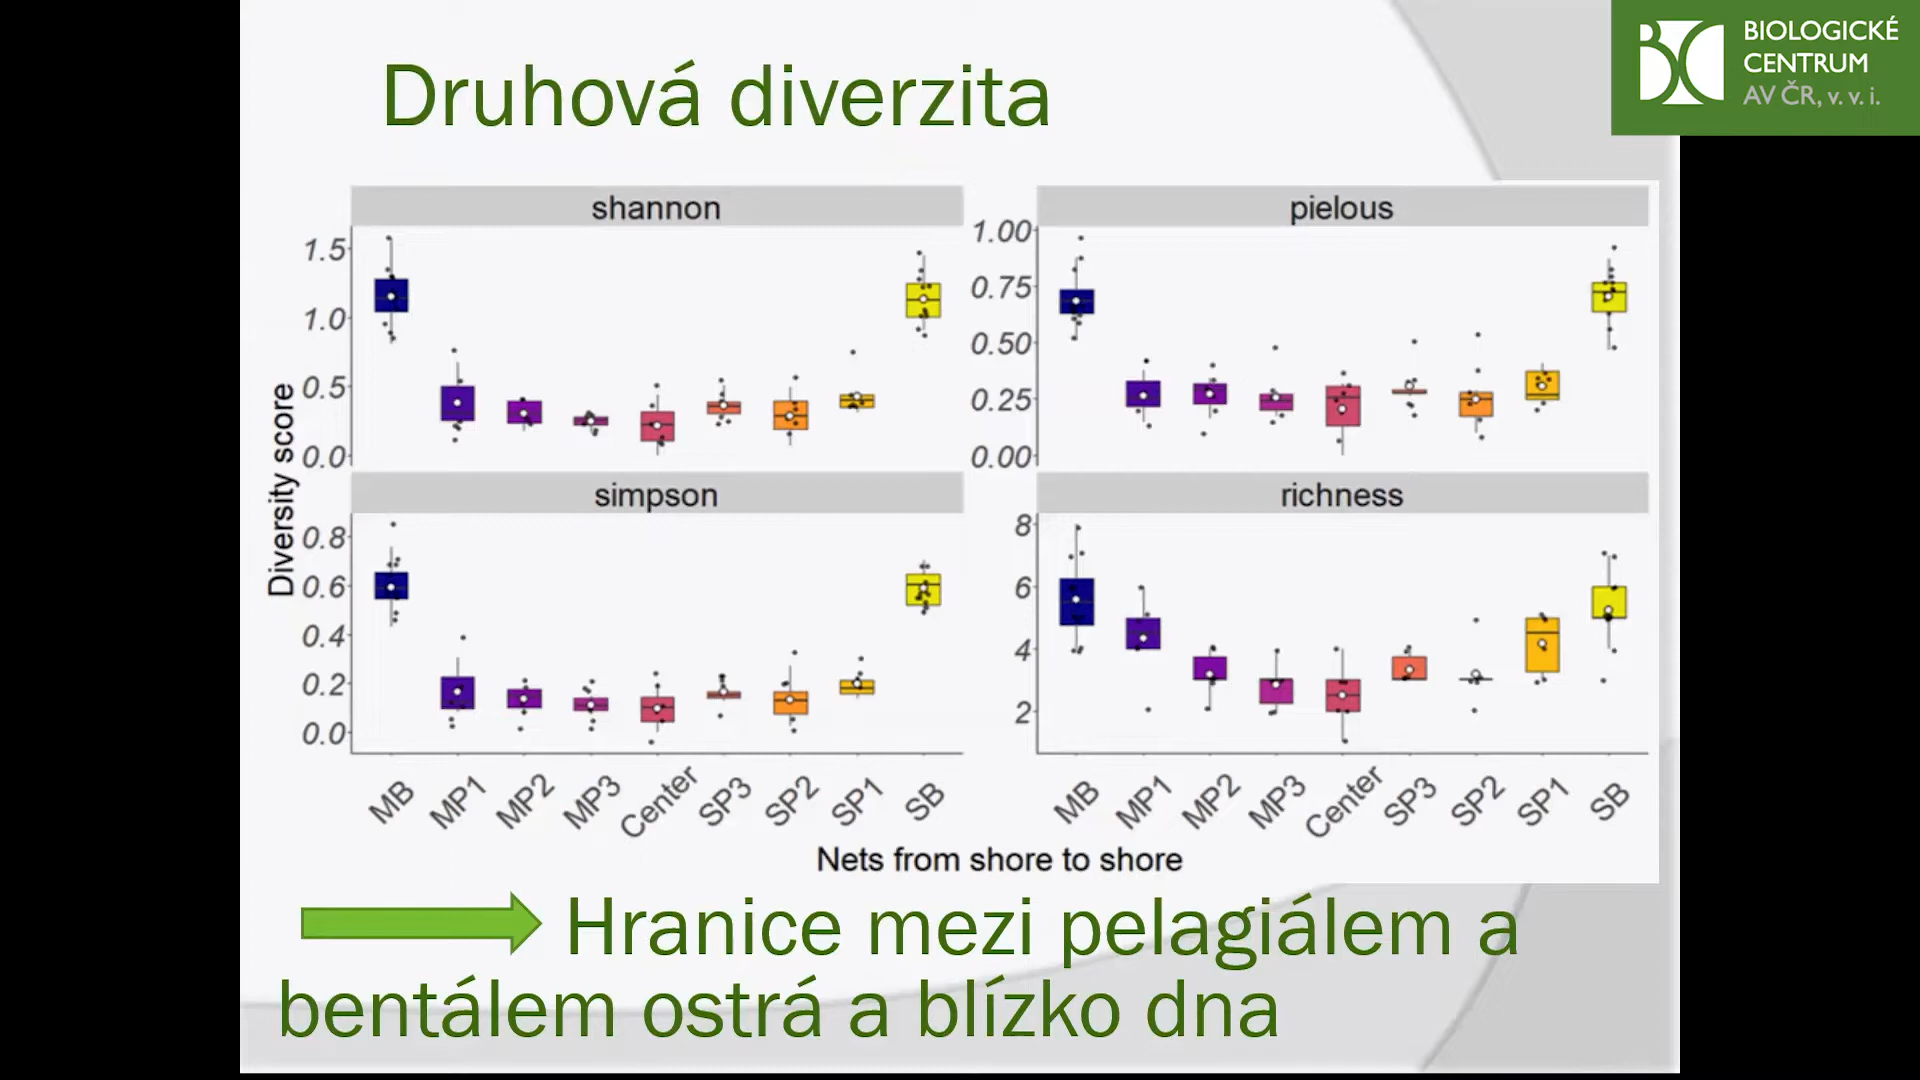 Druhová diverzita
BIOLOGICKÉ
CENTRUM
AV ČR, v. v. i.
Diversity score
shannon
1.5
1.0
0.5
0.0
pielous
1.00
0.75
0.50
0.25
0.00
simpson
0.8
0.6
0.4
0.2
0.0
richness
8
6
4
2
MB MP1 MP2 MP3 Center SP3 SP2 SP1 SB
MB MP1 MP2 MP3 Center SP3 SP2 SP1 SB
Nets from shore to shore
Hranice mezi pelagiálem a
bentálem ostrá a blízko dna